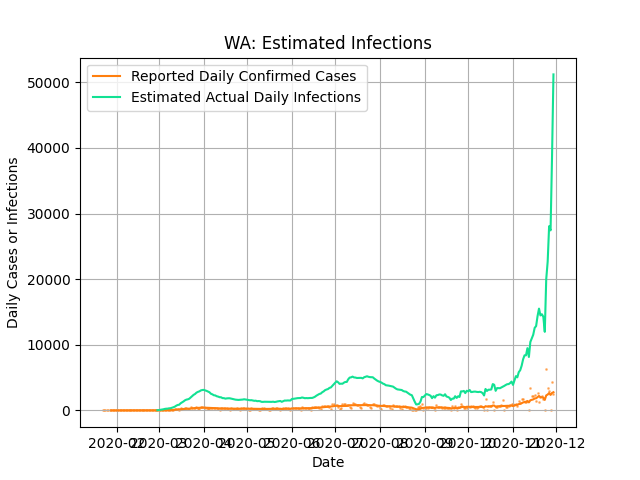 WA: Estimated Infections
Reported Daily Confirmed Cases
Estimated Actual Daily Infections
Daily Cases or Infections
50000
40000
30000
20000
10000
0
2020-02 2020-03 2020-04 2020-05 2020-06 2020-07 2020-08 2020-09 2020-10 2020-11 2020-12
Date